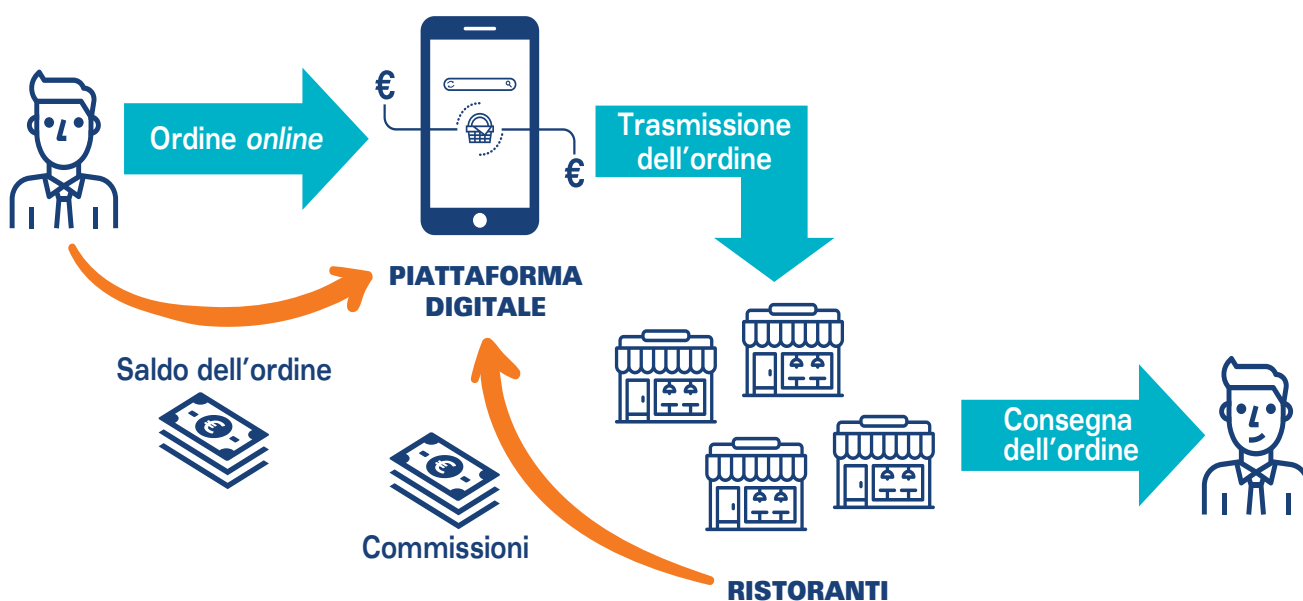 Ordine online
€
€
Trasmissione
dell'ordine
PIATTAFORMA
DIGITALE
Saldo dell'ordine
€
€
Commissioni
Consegna
dell'ordine
RISTORANTI